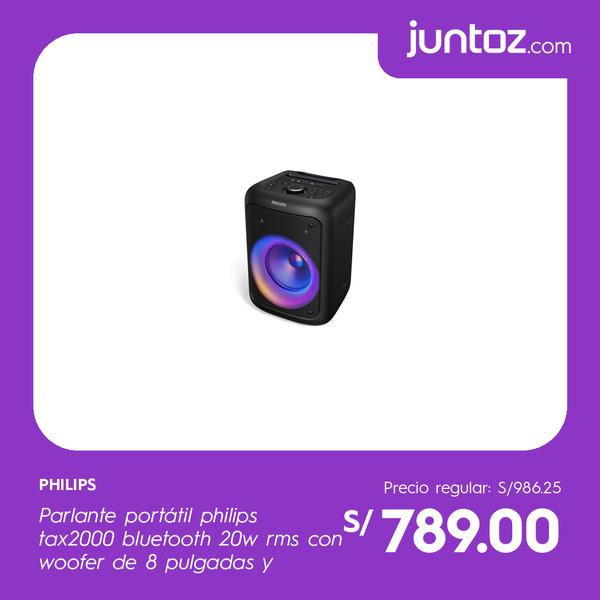 juntoz.com
PHILIPS
PHILIPS
Parlante portátil philips
tax2000 bluetooth 20w rms con
woofer de 8 pulgadas y
Precio regular: S/986.25
S/ 789.00